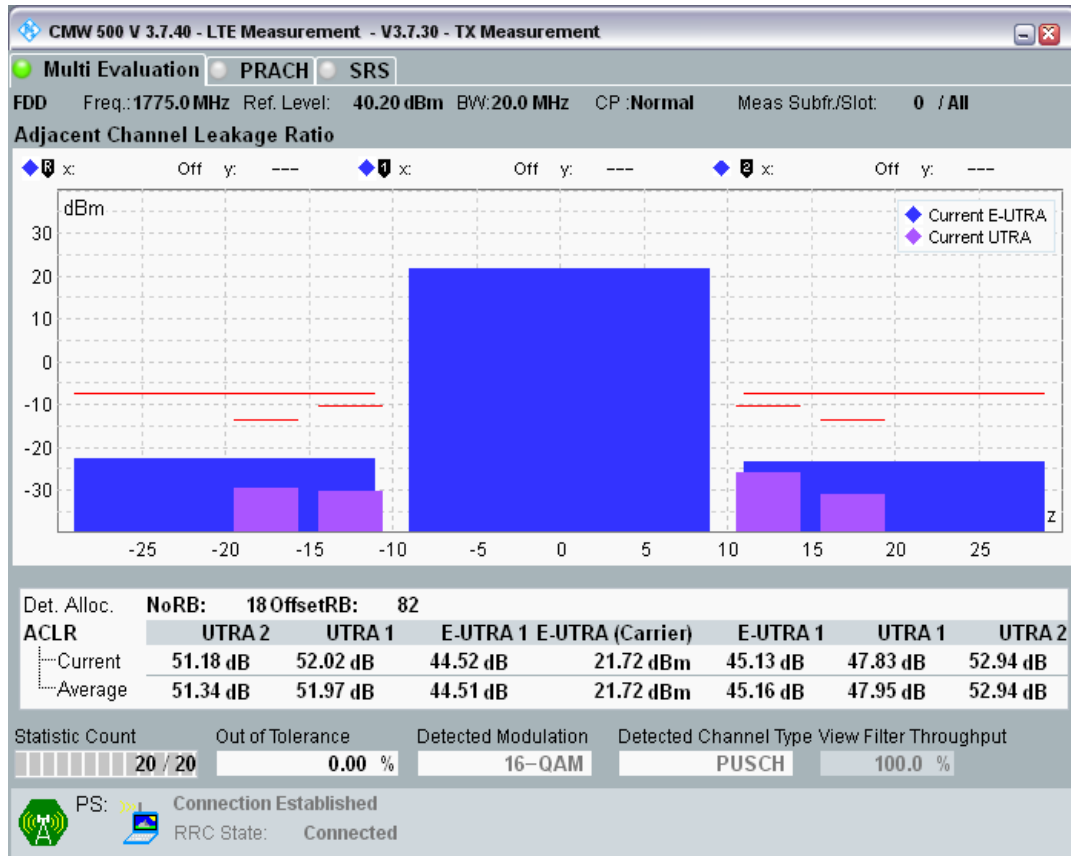 CMW 500 V 3.7.40 - LTE Measurement - V3.7.30 - TX Measurement
Multi Evaluation PRACH SRS
FDD Freq.:1775.0 MHz Ref. Level: 40.20 dBm BW:20.0 MHz CP :Normal Meas Subfr./Slot: 0 / All
Adjacent Channel Leakage Ratio
R x: Off y: --- 1 x: Off y: --- 2 x: Off y: ---
dBm
Current E-UTRA
Current UTRA
30
20
10
0
-10
-20
-30
z
-25 -20 -15 -10 -5 0 5 10 15 20 25
Det. Alloc. NoRB: 18 OffsetRB: 82
ACLR UTRA 2 UTRA 1 E-UTRA 1 E-UTRA (Carrier) E-UTRA 1 UTRA 1 UTRA 2
Current 51.18 dB 52.02 dB 44.52 dB 21.72 dBm 45.13 dB 47.83 dB 52.94 dB
Average 51.34 dB 51.97 dB 44.51 dB 21.72 dBm 45.16 dB 47.95 dB 52.94 dB
Statistic Count Out of Tolerance Detected Modulation Detected Channel Type View Filter Throughput
20 / 20 0.00 % 16-QAM PUSCH 100.0 %
PS: Connection Established
RRC State: Connected